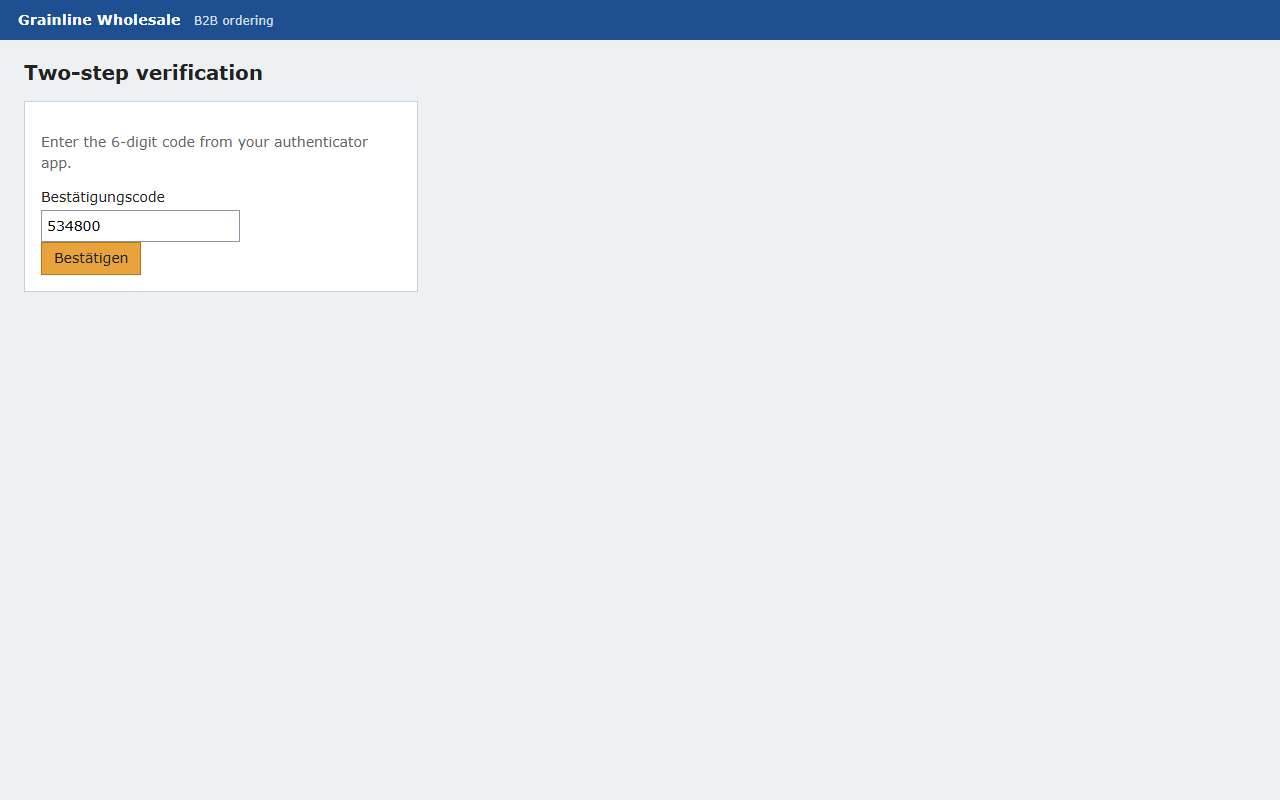 Grainline Wholesale B2B ordering
Two-step verification
Enter the 6-digit code from your authenticator
app.
Bestätigungscode
534800
Bestätigen